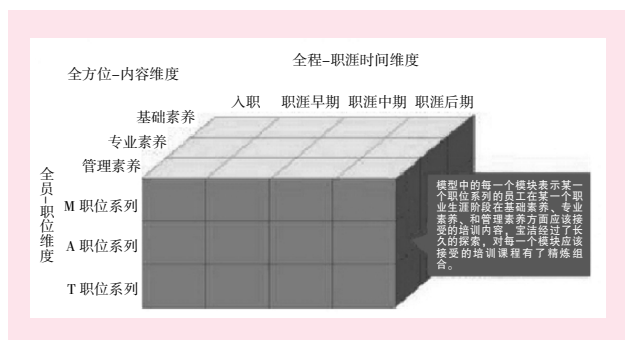 全程-职涯时间维度
全方位-内容维度
入职 职涯早期 职涯中期 职涯后期
基础素养
专业素养
管理素养
全员-职位维度
M 职位系列
A 职位系列
T 职位系列
模型中的每一个模块表示某一
个职位系列的员工在某一个职
业生涯阶段在基础素养、专业
素养、和管理素养方面应该接
受的培训内容，宝洁经过了长
久的探索，对每一个模块应该
接受的培训课程有了精炼组
合。